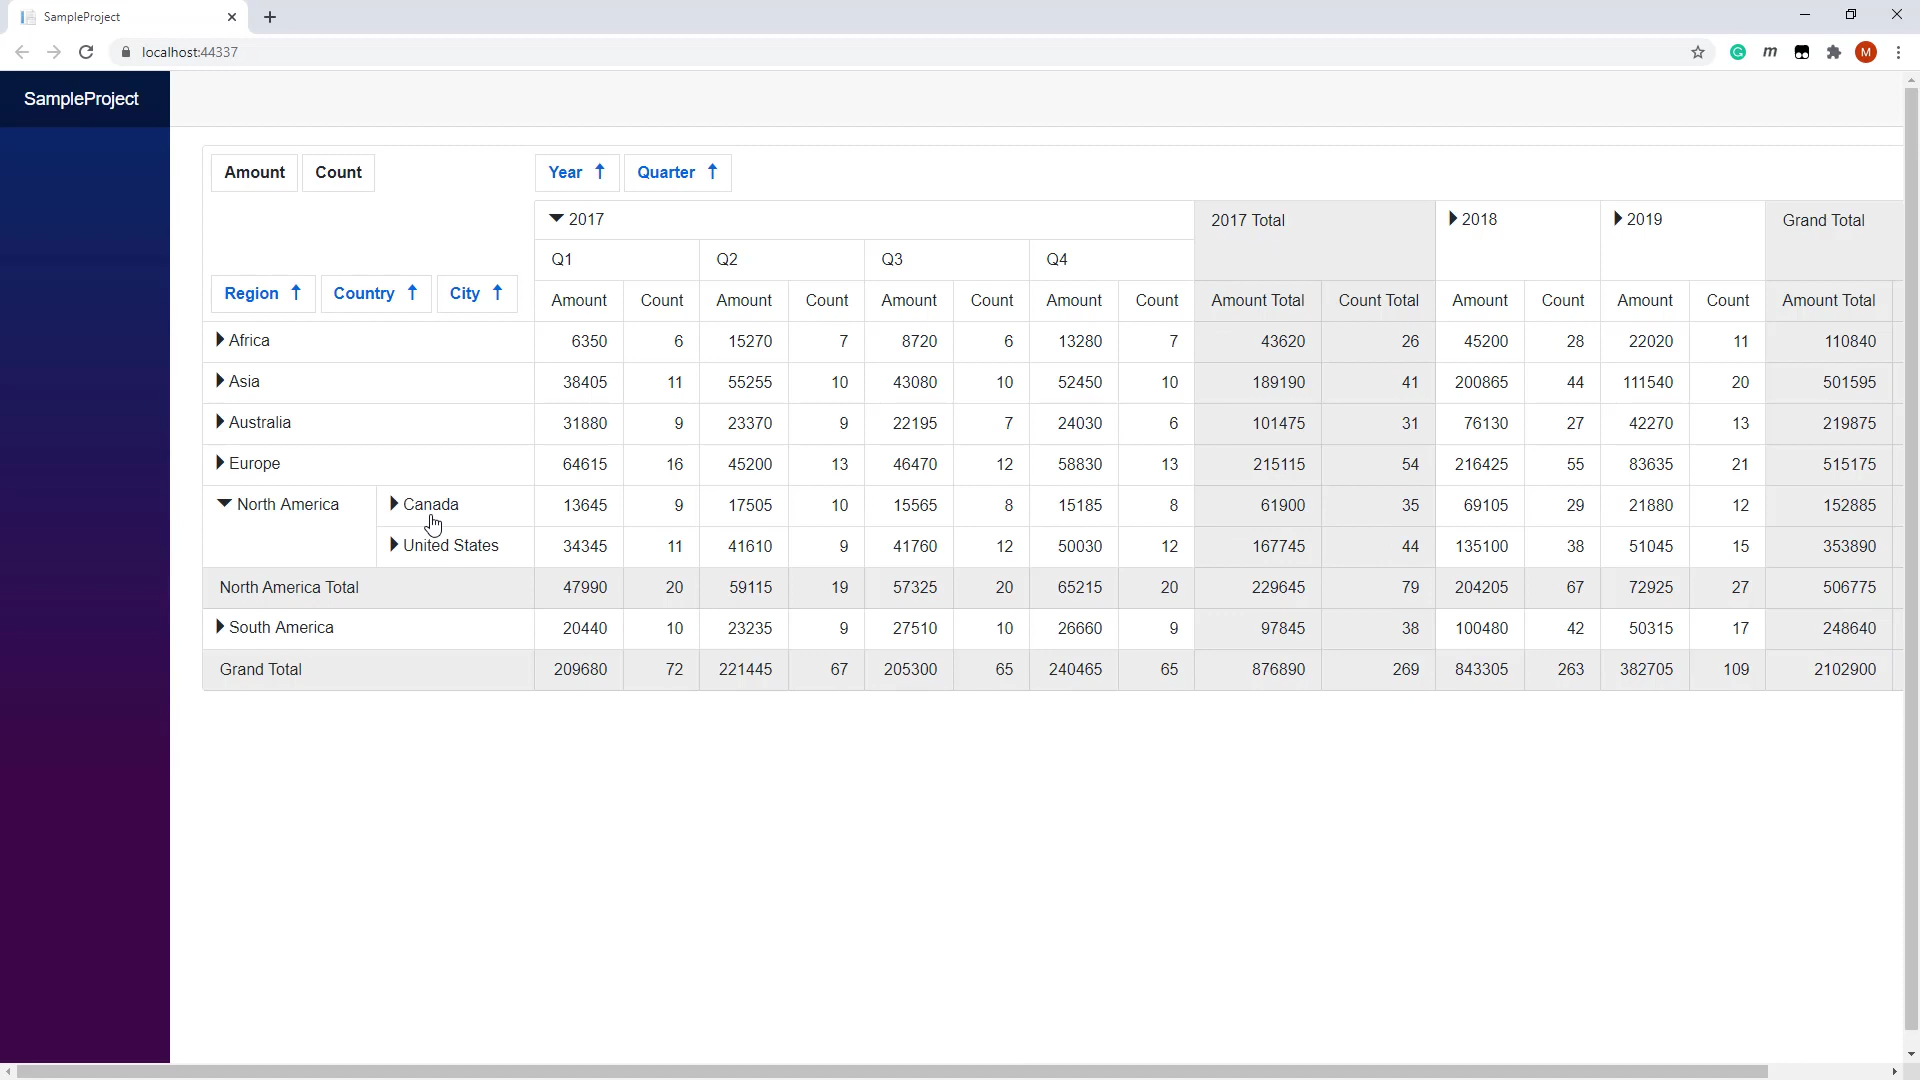 SampleProject
localhost:44337
m
M
SampleProject
Amount Count Year ↑ Quarter ↑
2017 2017 Total 2018 2019 Grand Total
Q1 Q2 Q3 Q4
Region ↑ Country ↑ City ↑ Amount Count Amount Count Amount Count Amount Count Amount Total Count Total Amount Count Amount Count Amount Total
Africa 6350 6 15270 7 8720 6 13280 7 43620 26 45200 28 22020 11 110840
Asia 38405 11 55255 10 43080 10 52450 10 189190 41 200865 44 111540 20 501595
Australia 31880 9 23370 9 22195 7 24030 6 101475 31 76130 27 42270 13 219875
Europe 64615 16 45200 13 46470 12 58830 13 215115 54 216425 55 83635 21 515175
North America Canada 13645 9 17505 10 15565 8 15185 8 61900 35 69105 29 21880 12 152885
United States 34345 11 41610 9 41760 12 50030 12 167745 44 135100 38 51045 15 353890
North America Total 47990 20 59115 19 57325 20 65215 20 229645 79 204205 67 72925 27 506775
South America 20440 10 23235 9 27510 10 26660 9 97845 38 100480 42 50315 17 248640
Grand Total 209680 72 221445 67 205300 65 240465 65 876890 269 843305 263 382705 109 2102900